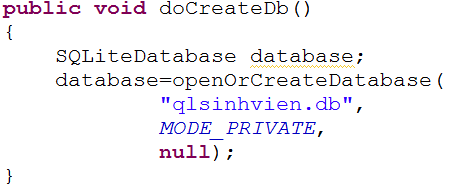 public void doCreateDb()
{
SQLiteDatabase database;
database=openOrCreateDatabase(
"qlsinhvien.db",
MODE_PRIVATE,
null);
}